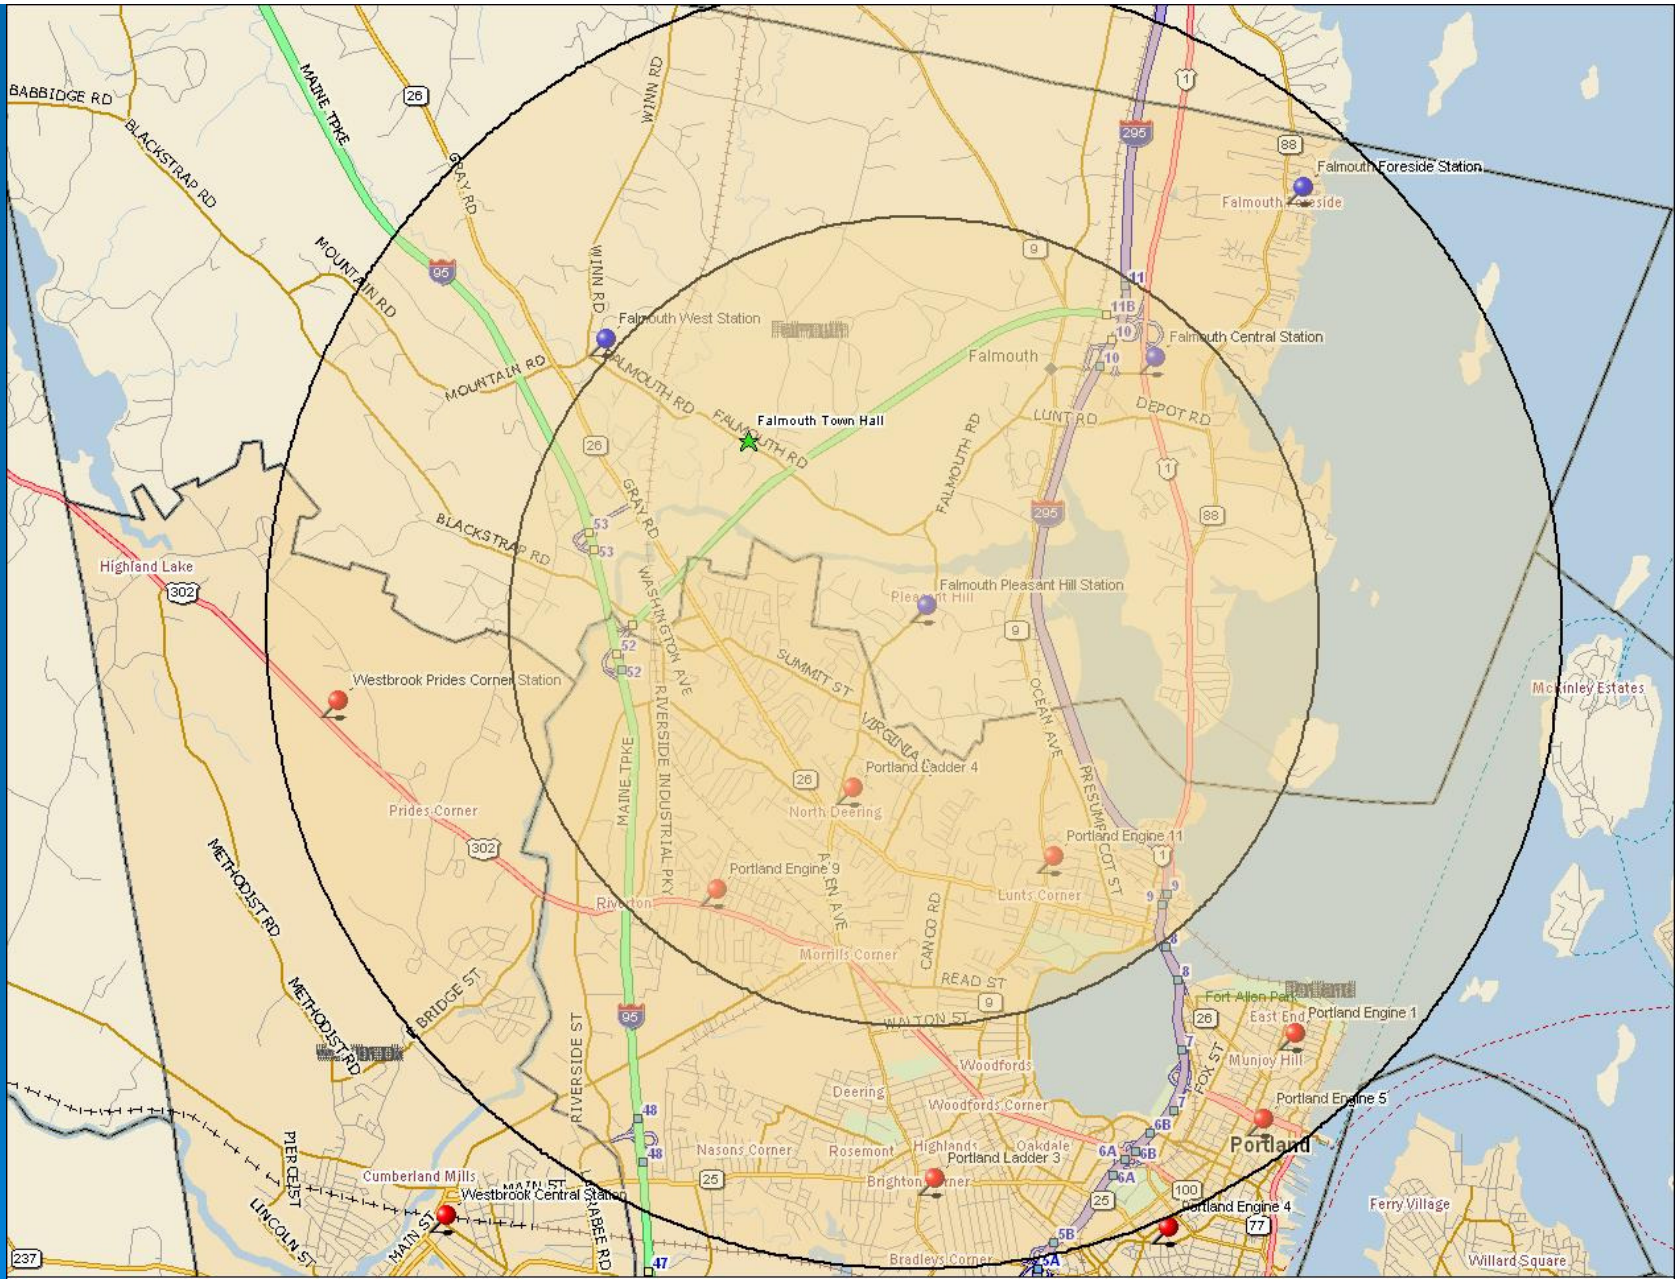 BABBIDGE RD
MAINE TPKE
26
WINN RD
1
295
BLACKSTRAP RD
GRAY RD
88
Falmouth Foreside Station
Falmouth Foreside
MOUNTAIN RD
95
WINN RD
9
11
11B
Falmouth West Station
10
Falmouth Central Station
Falmouth
10
MOUNTAIN RD
FALMOUTH RD
Falmouth Town Hall
FALMOUTH RD
LUNT RD
DEPOT RD
26
FALMOUTH RD
1
GRAY RD
295
88
BLACKSTRAP RD
53
53
Highland Lake
302
WASHINGTON AVE
Falmouth Pleasant Hill Station
Pleasant Hill
9
52
52
SUMMIT ST
Westbrook Prides Corner Station
RIVERSIDE INDUSTRIAL PKY
OCEAN AVE
McKinley Estates
VIRGINIA
MAINE TPKE
26
Portland Ladder 4
North Deering
PRESUMPSCOT ST
Prides Corner
302
Portland Engine 11
1
METHODIST RD
ALLEN AVE
Portland Engine 9
Lunts Corner
9
9
Riverton
CANCO RD
8
Morrills Corner
READ ST
8
METHODIST RD
BRIDGE ST
9
Fort Allen Park
Portland
95
WALTON ST
26
East End
Portland Engine 1
RIVERSIDE ST
7
FOX ST
Munjoy Hill
Woodfords
Deering
Woodfords Corner
7
Portland Engine 5
48
6B
Portland
PIERCE ST
48
Nasons Corner
Rosemont
Highlands
Oakdale
6A
6B
Portland Ladder 3
Cumberland Mills
MAIN ST
25
Brighton Corner
6A
25
100
Westbrook Central Station
LARRABEE RD
Portland Engine 4
Ferry Village
LINCOLN ST
MAIN ST
77
5B
237
47
Bradleys Corner
5A
Willard Square